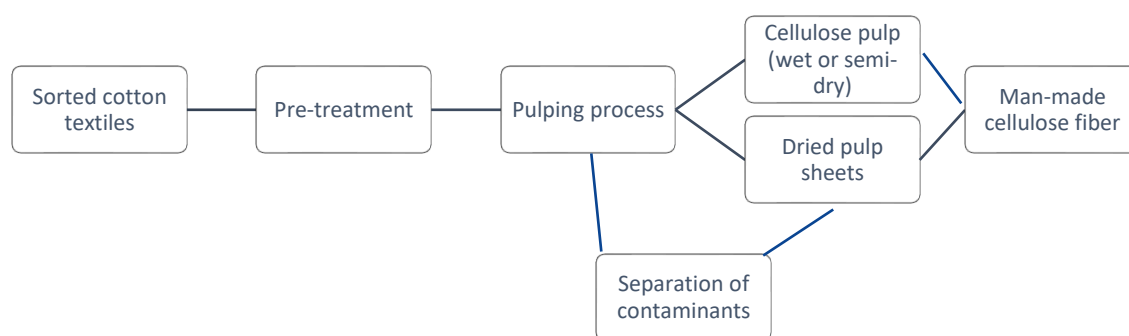 Sorted cotton
textiles
Pre-treatment
Pulping process
Cellulose pulp
(wet or semi-
dry)
Dried pulp
sheets
Man-made
cellulose fiber
Separation of
contaminants